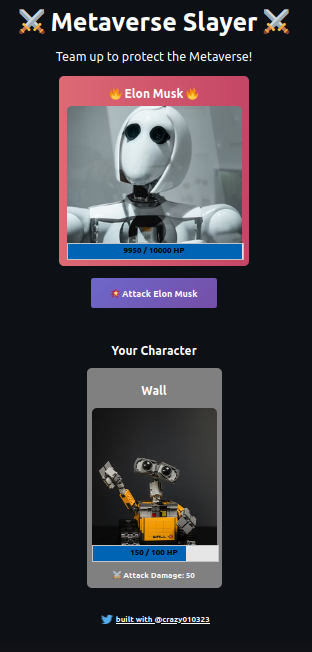 ⚔️ Metaverse Slayer ⚔️
Team up to protect the Metaverse!
🔥 Elon Musk 🔥
9950 / 10000 HP
💥 Attack Elon Musk
Your Character
Wall
WALL·E
150 / 100 HP
⚔️ Attack Damage: 50
built with @crazy010323